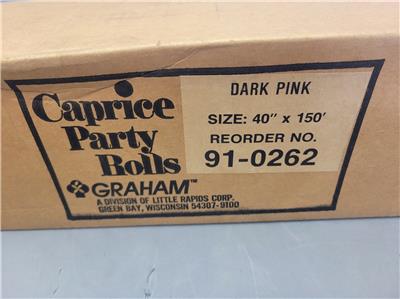 Caprice
Party
Rolls
GRAHAM™
A DIVISION OF LITTLE RAPIDS CORP.
GREEN BAY, WISCONSIN 54307-9100
DARK PINK
SIZE: 40" x 150'
REORDER NO.
91-0262